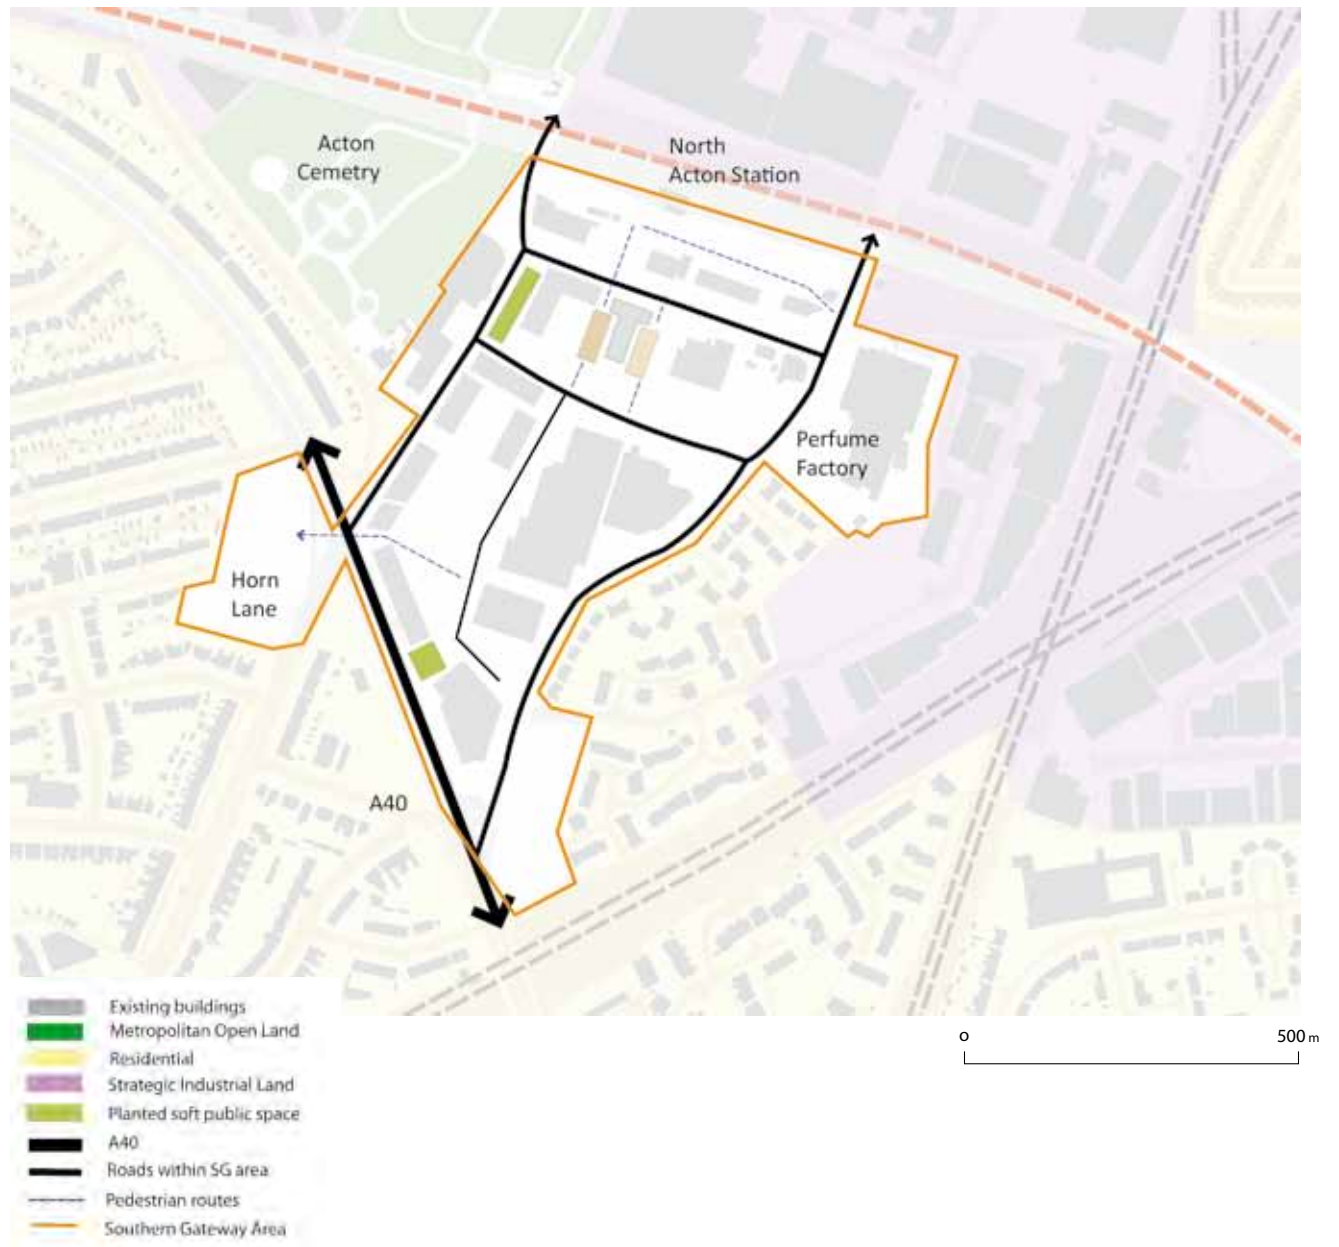 Acton
Cemetry
North
Acton Station
Perfume
Factory
Horn
Lane
A40
Existing buildings
Metropolitan Open Land
Residential
Strategic Industrial Land
Planted soft public space
A40
Roads within SG area
Pedestrian routes
Southern Gateway Area
0 500 m